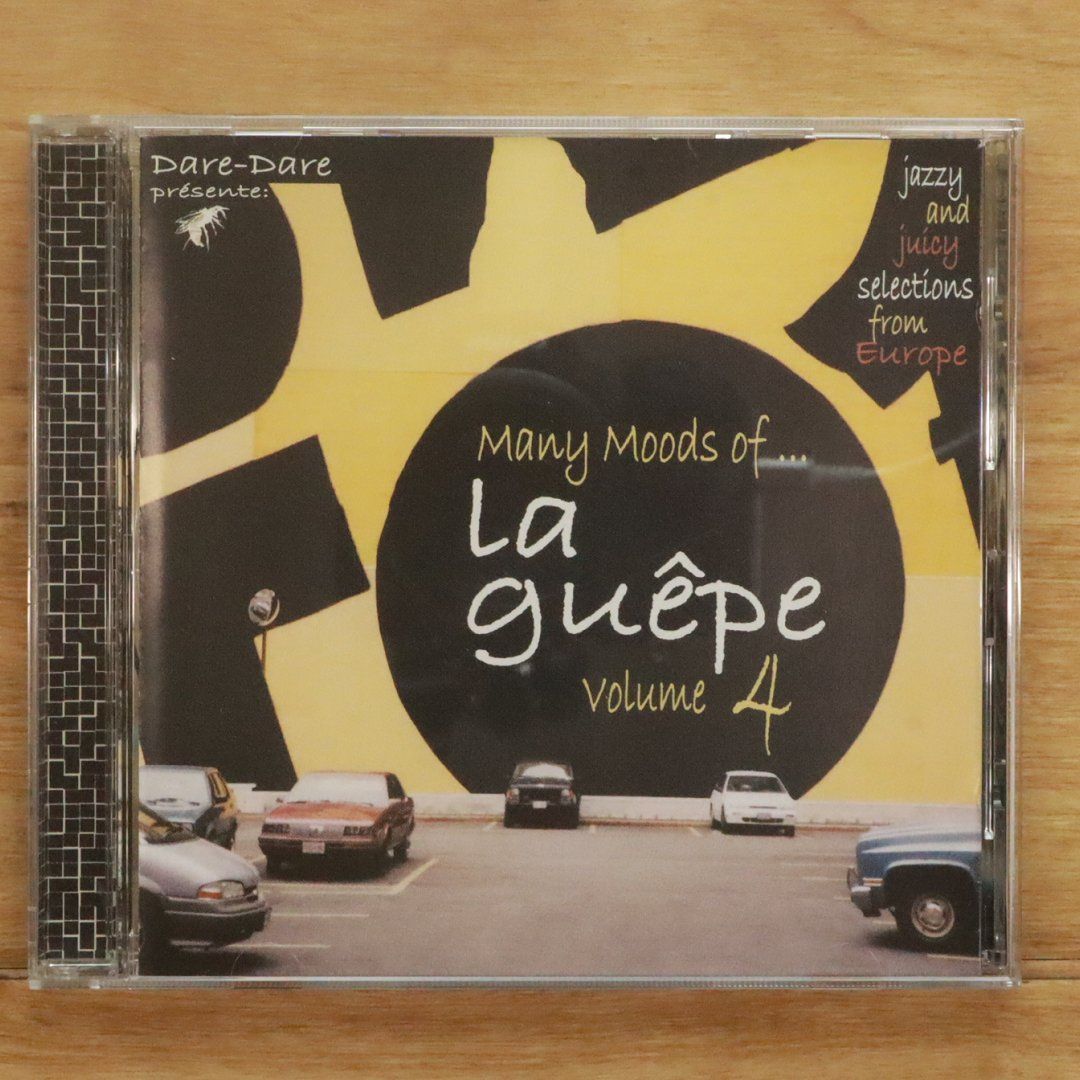 Dare-Dare
présente:
jazzy
and
juicy
selections
from
Europe
Many Moods of ...
La
guêpe
Volume 4